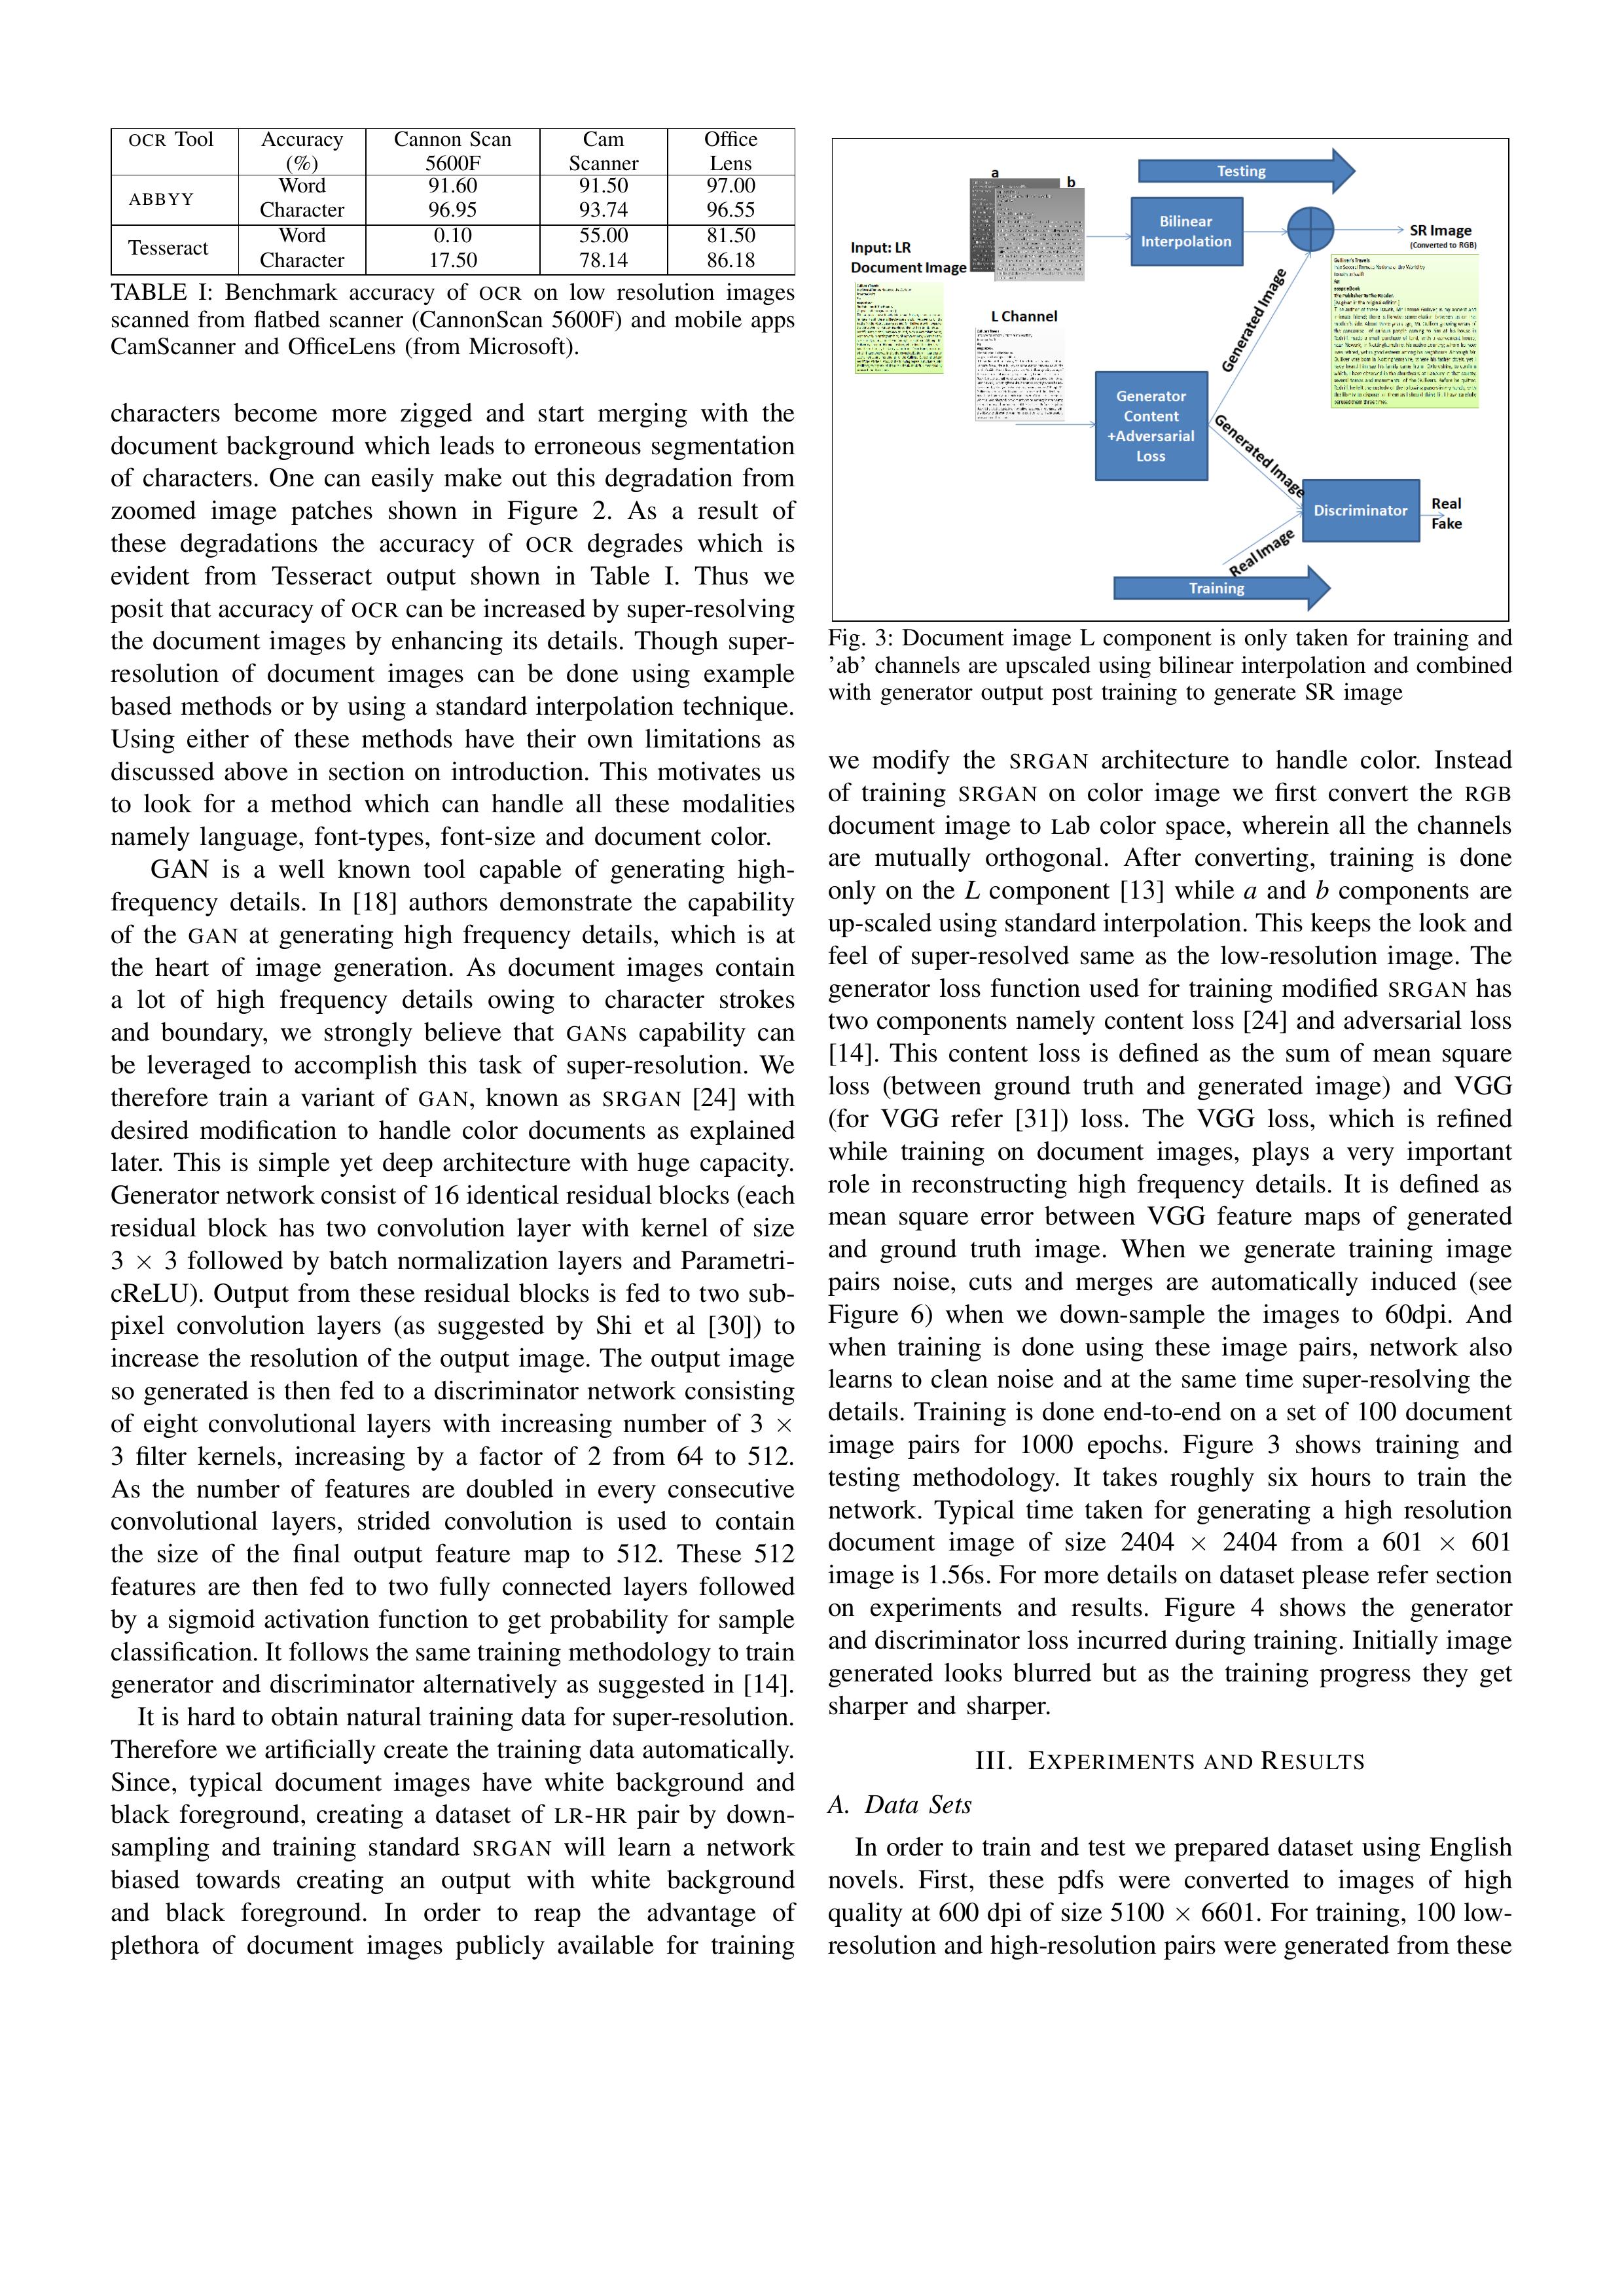 OCR Tool Accuracy (%) Cannon Scan 5600F Cam Scanner Office Lens
ABBYY Word 91.60 91.50 97.00
Character 96.95 93.74 96.55
Tesseract Word 0.10 55.00 81.50
Character 17.50 78.14 86.18
TABLE I: Benchmark accuracy of OCR on low resolution images
scanned from flatbed scanner (CannonScan 5600F) and mobile apps
CamScanner and OfficeLens (from Microsoft).
characters become more zigged and start merging with the
document background which leads to erroneous segmentation
of characters. One can easily make out this degradation from
zoomed image patches shown in Figure 2. As a result of
these degradations the accuracy of OCR degrades which is
evident from Tesseract output shown in Table I. Thus we
posit that accuracy of OCR can be increased by super-resolving
the document images by enhancing its details. Though super-
resolution of document images can be done using example
based methods or by using a standard interpolation technique.
Using either of these methods have their own limitations as
discussed above in section on introduction. This motivates us
to look for a method which can handle all these modalities
namely language, font-types, font-size and document color.
GAN is a well known tool capable of generating high-
frequency details. In [18] authors demonstrate the capability
of the GAN at generating high frequency details, which is at
the heart of image generation. As document images contain
a lot of high frequency details owing to character strokes
and boundary, we strongly believe that GANs capability can
be leveraged to accomplish this task of super-resolution. We
therefore train a variant of GAN, known as SRGAN [24] with
desired modification to handle color documents as explained
later. This is simple yet deep architecture with huge capacity.
Generator network consist of 16 identical residual blocks (each
residual block has two convolution layer with kernel of size
3 × 3 followed by batch normalization layers and Parametri-
cReLU). Output from these residual blocks is fed to two sub-
pixel convolution layers (as suggested by Shi et al [30]) to
increase the resolution of the output image. The output image
so generated is then fed to a discriminator network consisting
of eight convolutional layers with increasing number of 3 ×
3 filter kernels, increasing by a factor of 2 from 64 to 512.
As the number of features are doubled in every consecutive
convolutional layers, strided convolution is used to contain
the size of the final output feature map to 512. These 512
features are then fed to two fully connected layers followed
by a sigmoid activation function to get probability for sample
classification. It follows the same training methodology to train
generator and discriminator alternatively as suggested in [14].
It is hard to obtain natural training data for super-resolution.
Therefore we artificially create the training data automatically.
Since, typical document images have white background and
black foreground, creating a dataset of LR-HR pair by down-
sampling and training standard SRGAN will learn a network
biased towards creating an output with white background
and black foreground. In order to reap the advantage of
plethora of document images publicly available for training
Testing
a
b
Bilinear
Interpolation
SR Image
(Converted to RGB)
Input: LR
Document Image
L Channel
Generated Image
Generator
Content
+Adversarial
Loss
Generated Image
Discriminator
Real
Fake
Real Image
Training
Gulliver's Travels
Fig. 3: Document image L component is only taken for training and
’ab’ channels are upscaled using bilinear interpolation and combined
with generator output post training to generate SR image
we modify the SRGAN architecture to handle color. Instead
of training SRGAN on color image we first convert the RGB
document image to Lab color space, wherein all the channels
are mutually orthogonal. After converting, training is done
only on the L component [13] while a and b components are
up-scaled using standard interpolation. This keeps the look and
feel of super-resolved same as the low-resolution image. The
generator loss function used for training modified SRGAN has
two components namely content loss [24] and adversarial loss
[14]. This content loss is defined as the sum of mean square
loss (between ground truth and generated image) and VGG
(for VGG refer [31]) loss. The VGG loss, which is refined
while training on document images, plays a very important
role in reconstructing high frequency details. It is defined as
mean square error between VGG feature maps of generated
and ground truth image. When we generate training image
pairs noise, cuts and merges are automatically induced (see
Figure 6) when we down-sample the images to 60dpi. And
when training is done using these image pairs, network also
learns to clean noise and at the same time super-resolving the
details. Training is done end-to-end on a set of 100 document
image pairs for 1000 epochs. Figure 3 shows training and
testing methodology. It takes roughly six hours to train the
network. Typical time taken for generating a high resolution
document image of size 2404 × 2404 from a 601 × 601
image is 1.56s. For more details on dataset please refer section
on experiments and results. Figure 4 shows the generator
and discriminator loss incurred during training. Initially image
generated looks blurred but as the training progress they get
sharper and sharper.
III. EXPERIMENTS AND RESULTS
A. Data Sets
In order to train and test we prepared dataset using English
novels. First, these pdfs were converted to images of high
quality at 600 dpi of size 5100 × 6601. For training, 100 low-
resolution and high-resolution pairs were generated from these